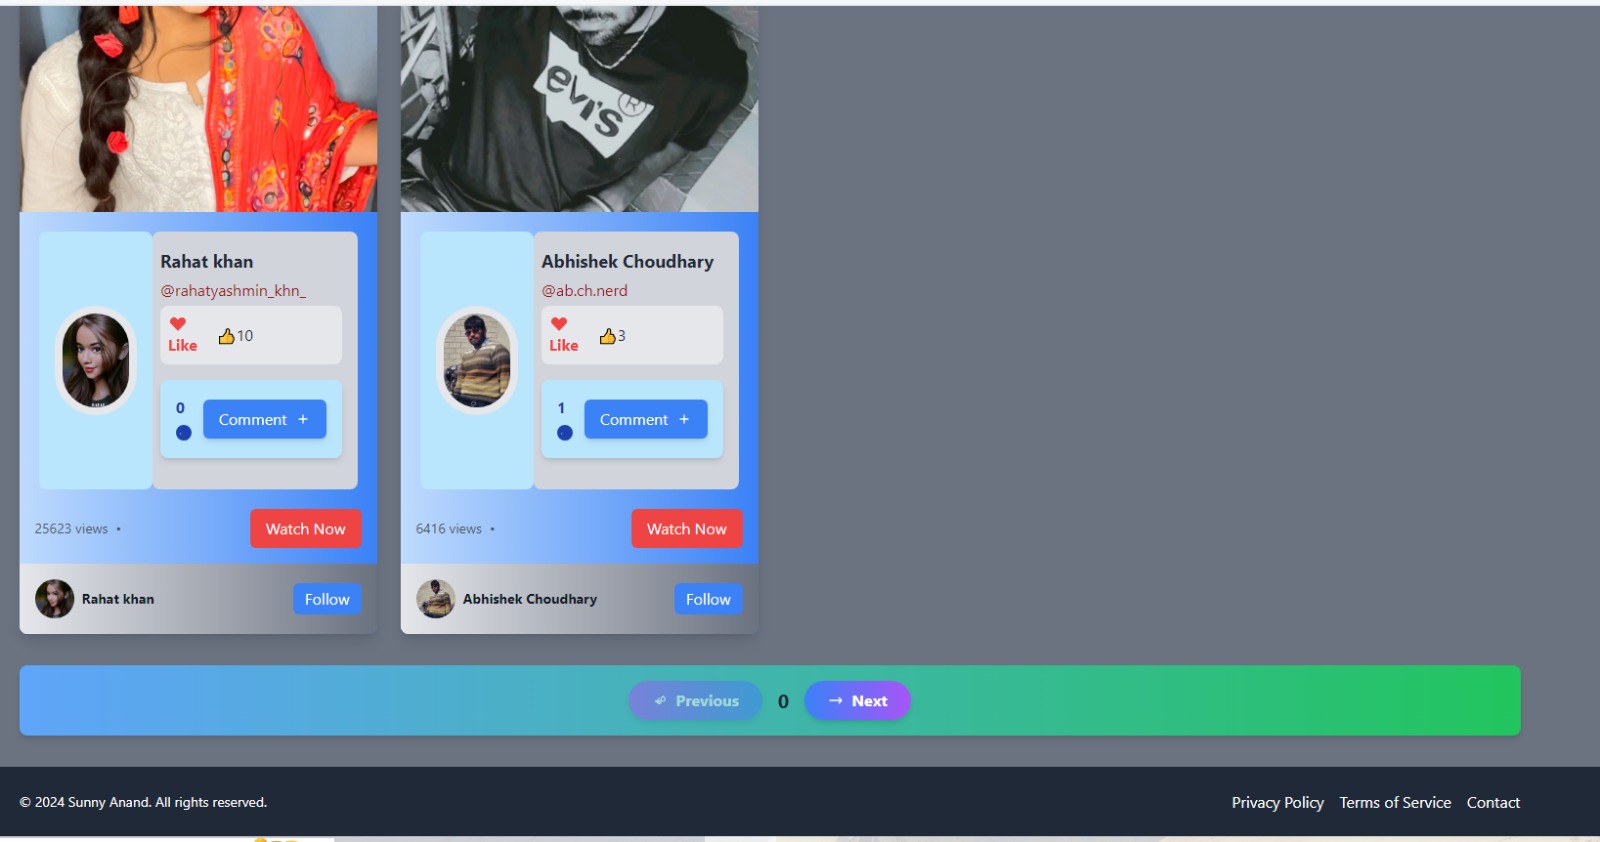 evi's®
Rahat khan
@rahatyashmin_khn_
Like
10
0
Comment +
25623 views •
Watch Now
Rahat khan
Follow
Abhishek Choudhary
@ab.ch.nerd
Like
3
1
Comment +
6416 views •
Watch Now
Abhishek Choudhary
Follow
Previous 0 → Next
© 2024 Sunny Anand. All rights reserved.
Privacy Policy Terms of Service Contact